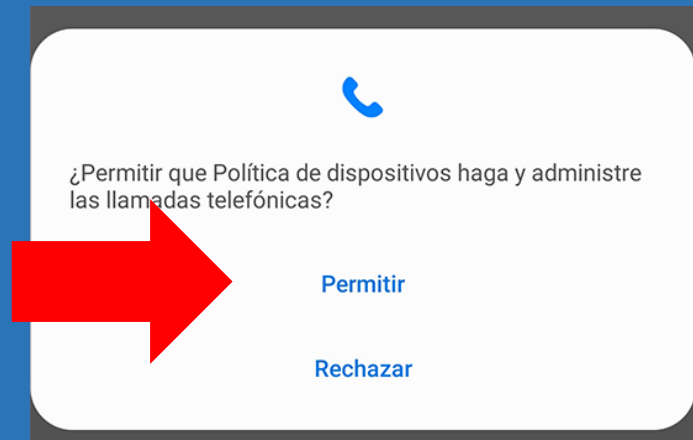 ¿Permitir que Política de dispositivos haga y administre
las llamadas telefónicas?
Permitir
Rechazar